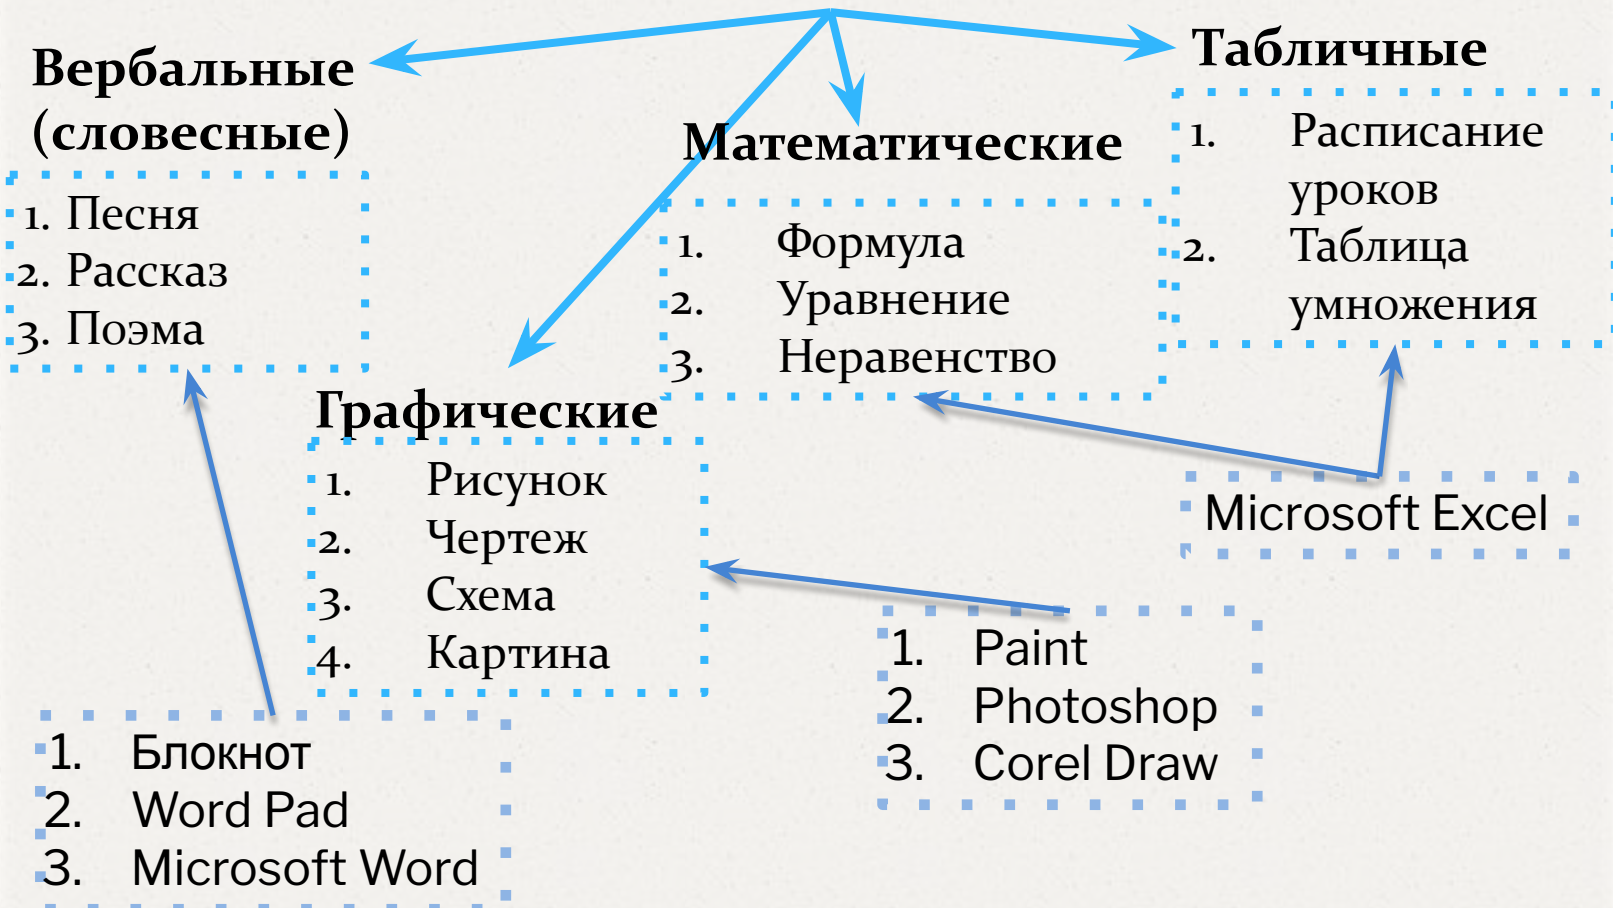 Вербальные
(словесные)
1. Песня
2. Рассказ
3. Поэма
Математические
1. Формула
2. Уравнение
3. Неравенство
Табличные
1. Расписание
уроков
2. Таблица
умножения
Графические
1. Рисунок
2. Чертеж
3. Схема
4. Картина
Microsoft Excel
1. Paint
2. Photoshop
3. Corel Draw
1. Блокнот
2. Word Pad
3. Microsoft Word